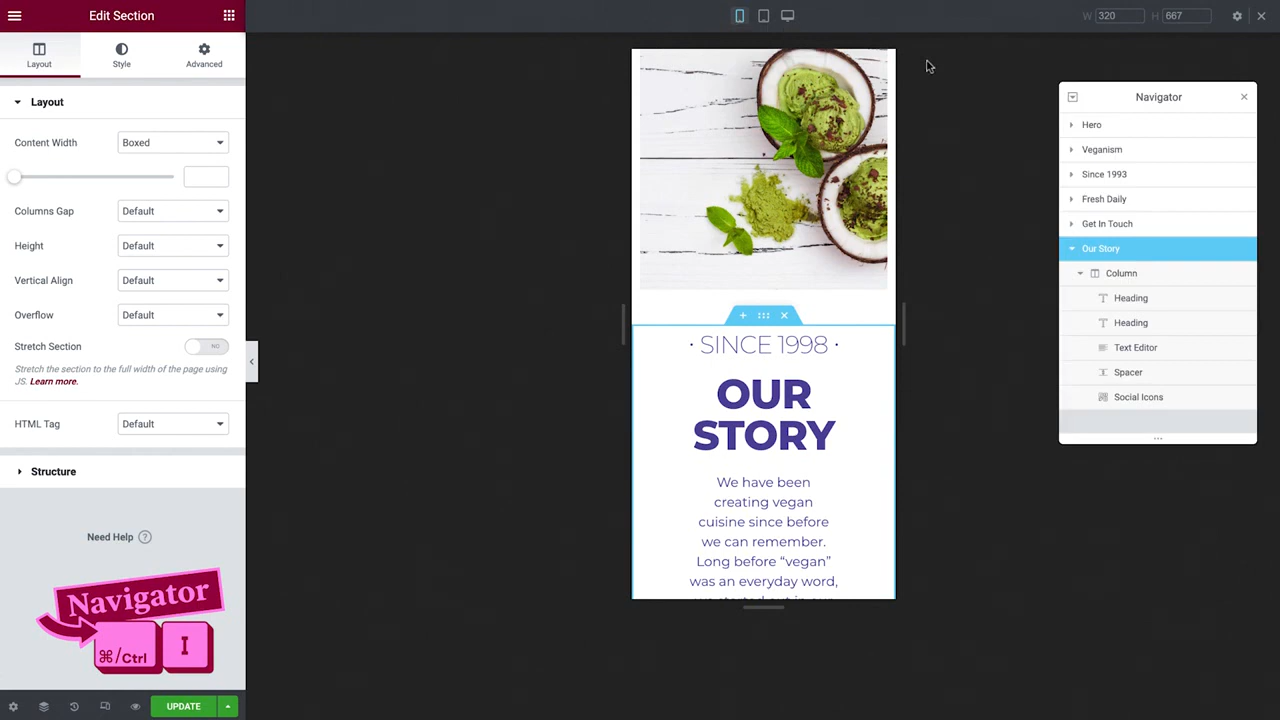 Edit Section
W 320 H 667
Layout
Style
Advanced
Layout
Content Width Boxed
Columns Gap Default
Height Default
Vertical Align Default
Overflow Default
Stretch Section NO
Stretch the section to the full width of the page using
JS. Learn more.
HTML Tag Default
Structure
Need Help ?
Navigator
⌘/Ctrl I
UPDATE
· SINCE 1998 ·
OUR
STORY
We have been
creating vegan
cuisine since before
we can remember.
Long before “vegan”
was an everyday word,
Navigator
Hero
Veganism
Since 1993
Fresh Daily
Get In Touch
Our Story
Column
Heading
Heading
Text Editor
Spacer
Social Icons